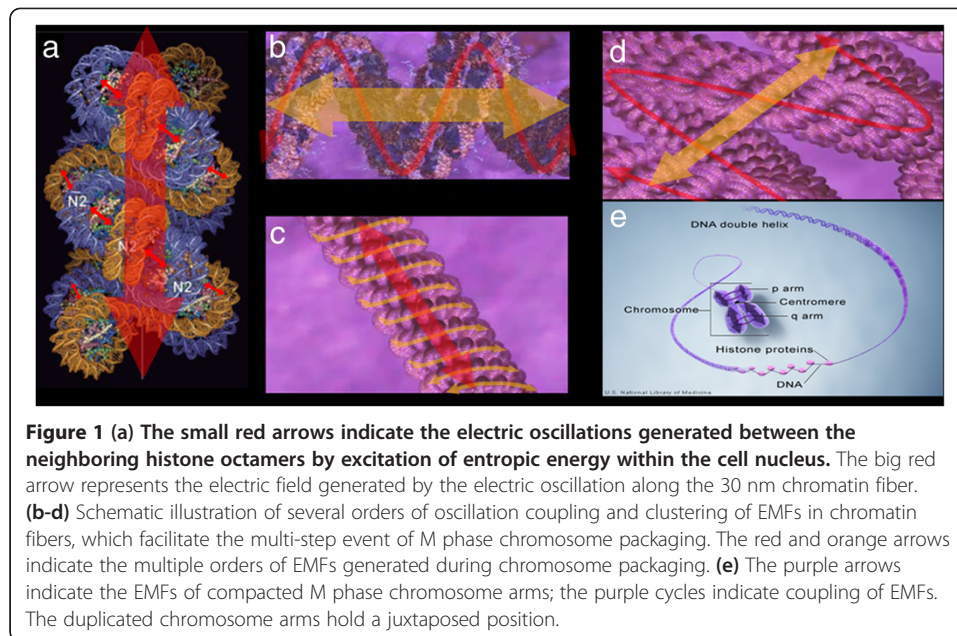 a
b
d
N2
N2
N2
c
e
DNA double helix
p arm
Centromere
Chromosome
q arm
Histone proteins
DNA
U.S. National Library of Medicine
Figure 1 (a) The small red arrows indicate the electric oscillations generated between the
neighboring histone octamers by excitation of entropic energy within the cell nucleus. The big red
arrow represents the electric field generated by the electric oscillation along the 30 nm chromatin fiber.
(b-d) Schematic illustration of several orders of oscillation coupling and clustering of EMFs in chromatin
fibers, which facilitate the multi-step event of M phase chromosome packaging. The red and orange arrows
indicate the multiple orders of EMFs generated during chromosome packaging. (e) The purple arrows
indicate the EMFs of compacted M phase chromosome arms; the purple cycles indicate coupling of EMFs.
The duplicated chromosome arms hold a juxtaposed position.